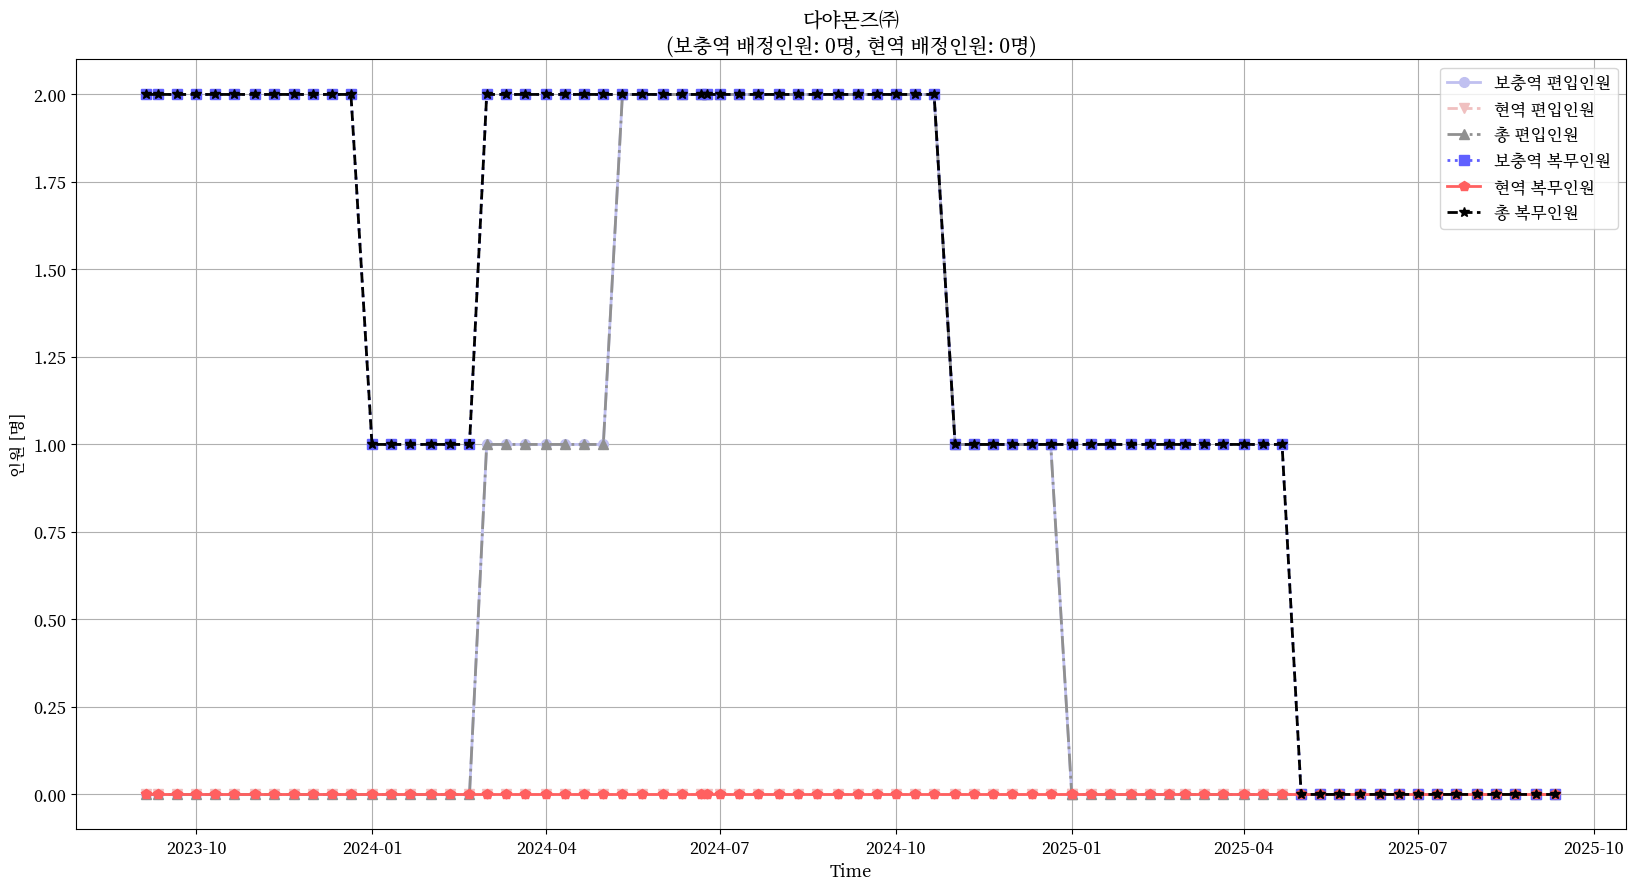 다야몬즈㈜
(보충역 배정인원: 0명, 현역 배정인원: 0명)
보충역 편입인원
현역 편입인원
총 편입인원
보충역 복무인원
현역 복무인원
총 복무인원
2.00
1.75
1.50
1.25
1.00
0.75
0.50
0.25
0.00
인원 [명]
2023-10
2024-01
2024-04
2024-07
2024-10
2025-01
2025-04
2025-07
2025-10
Time